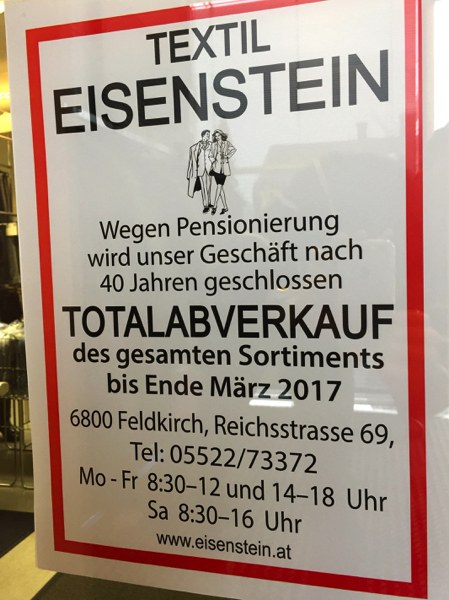 TEXTIL
EISENSTEIN
Wegen Pensionierung
wird unser Geschäft nach
40 Jahren geschlossen
TOTALABVERKAUF
des gesamten Sortiments
bis Ende März 2017
6800 Feldkirch, Reichsstrasse 69,
Tel: 05522/73372
Mo - Fr 8:30–12 und 14–18 Uhr
Sa 8:30–16 Uhr
www.eisenstein.at